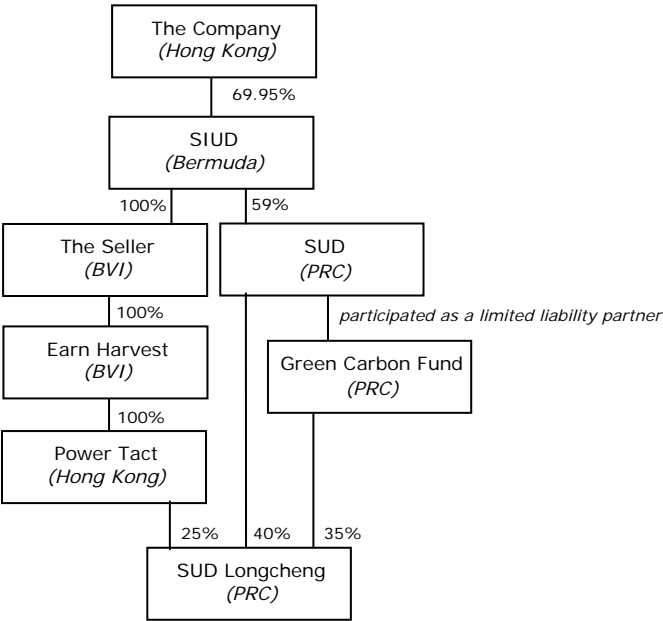 The Company
(Hong Kong)
69.95%
SIUD
(Bermuda)
100%
59%
The Seller
(BVI)
SUD
(PRC)
100%
participated as a limited liability partner
Earn Harvest
(BVI)
Green Carbon Fund
(PRC)
100%
Power Tact
(Hong Kong)
25%
40%
35%
SUD Longcheng
(PRC)